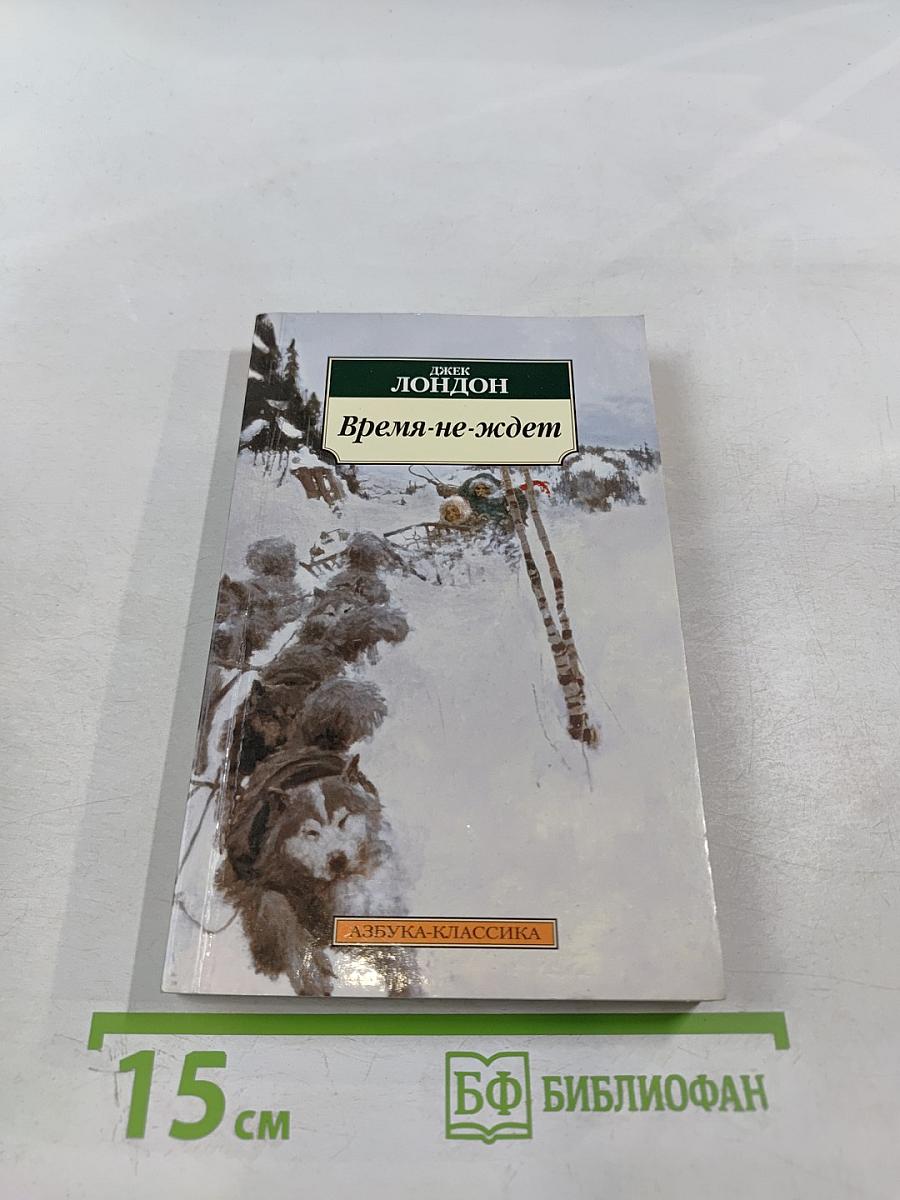 ДЖЕК
ЛОНДОН
Время-не-ждет
АЗБУКА-КЛАССИКА
15 см
БФ БИБЛИОФАН